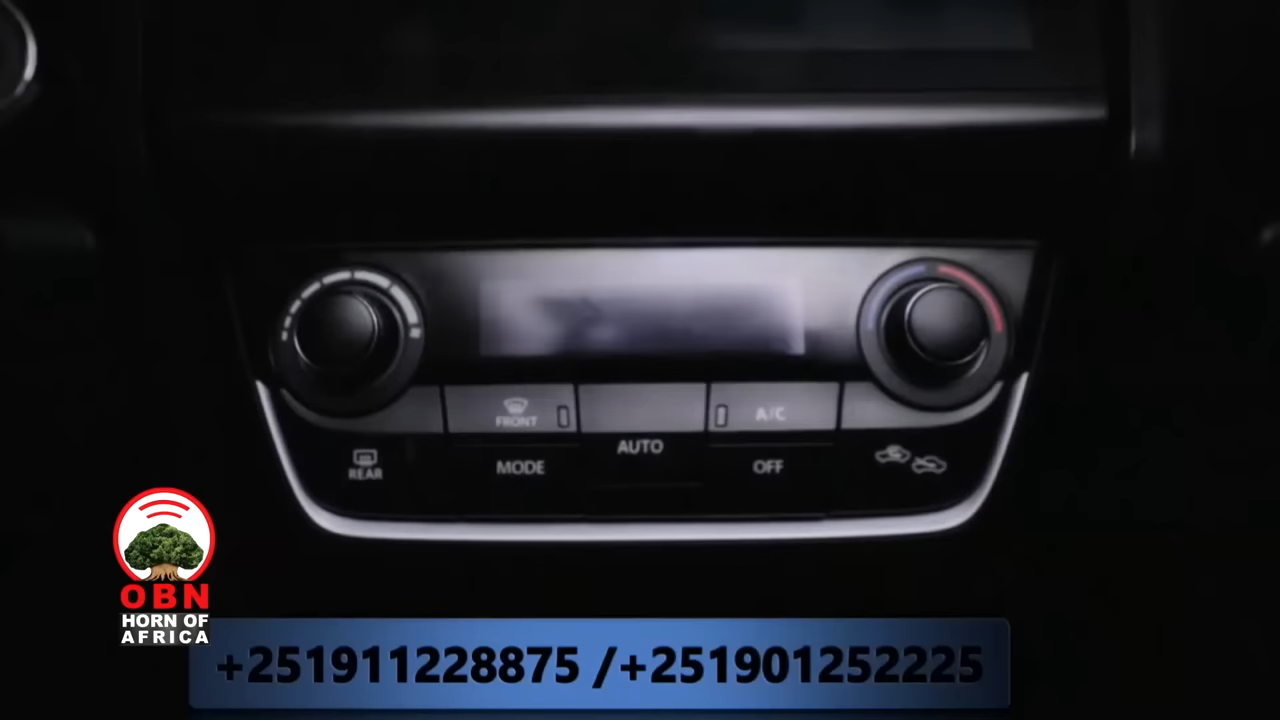 FRONT
A/C
AUTO
REAR
MODE
OFF
OBN
HORN OF
AFRICA
+251911228875 /+251901252225